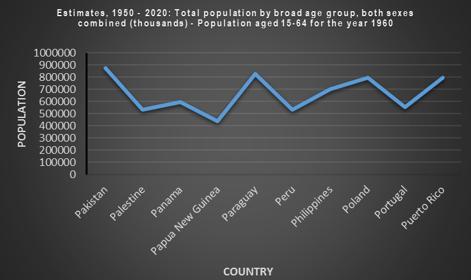 Estimates, 1950 - 2020: Total population by broad age group, both sexes
combined (thousands) - Population aged 15-64 for the year 1960
1000000
900000
800000
700000
600000
500000
400000
300000
200000
100000
0
POPULATION
Pakistan
Palestine
Panama
Papua New Guinea
Paraguay
Peru
Philippines
Poland
Portugal
Puerto Rico
COUNTRY